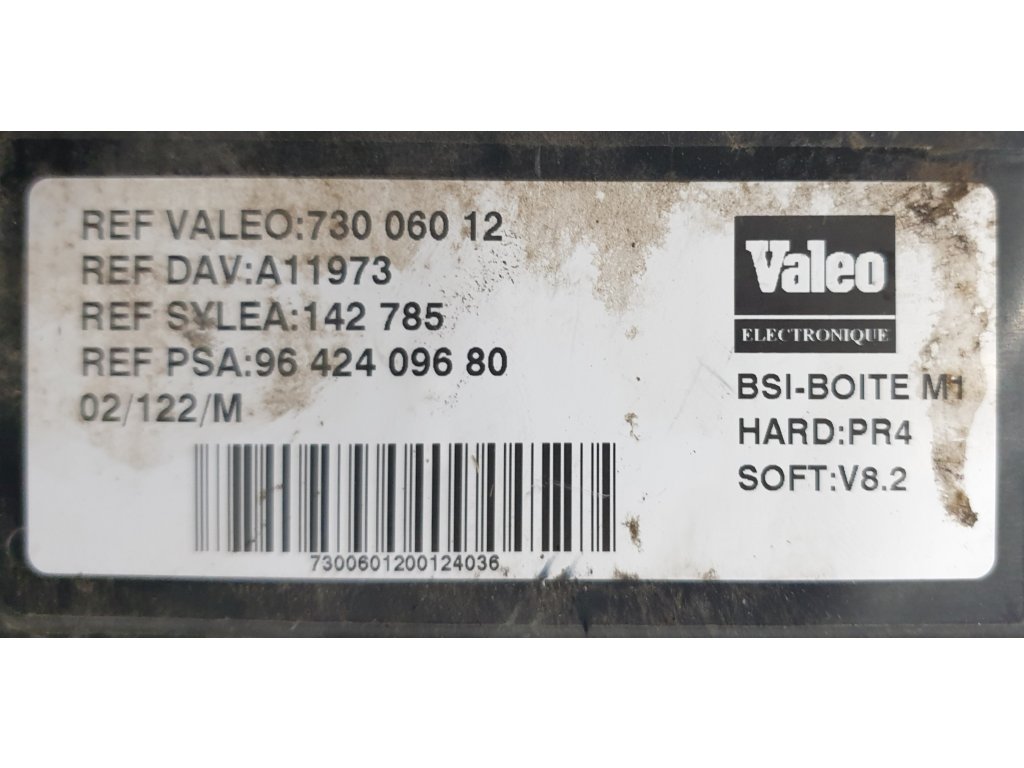 REF VALEO:730 060 12
REF DAV:A11973
REF SYLEA:142 785
REF PSA:96 424 096 80
02/122/M
7300601200124036
Valeo
ELECTRONIQUE
BSI-BOITE M1
HARD:PR4
SOFT:V8.2